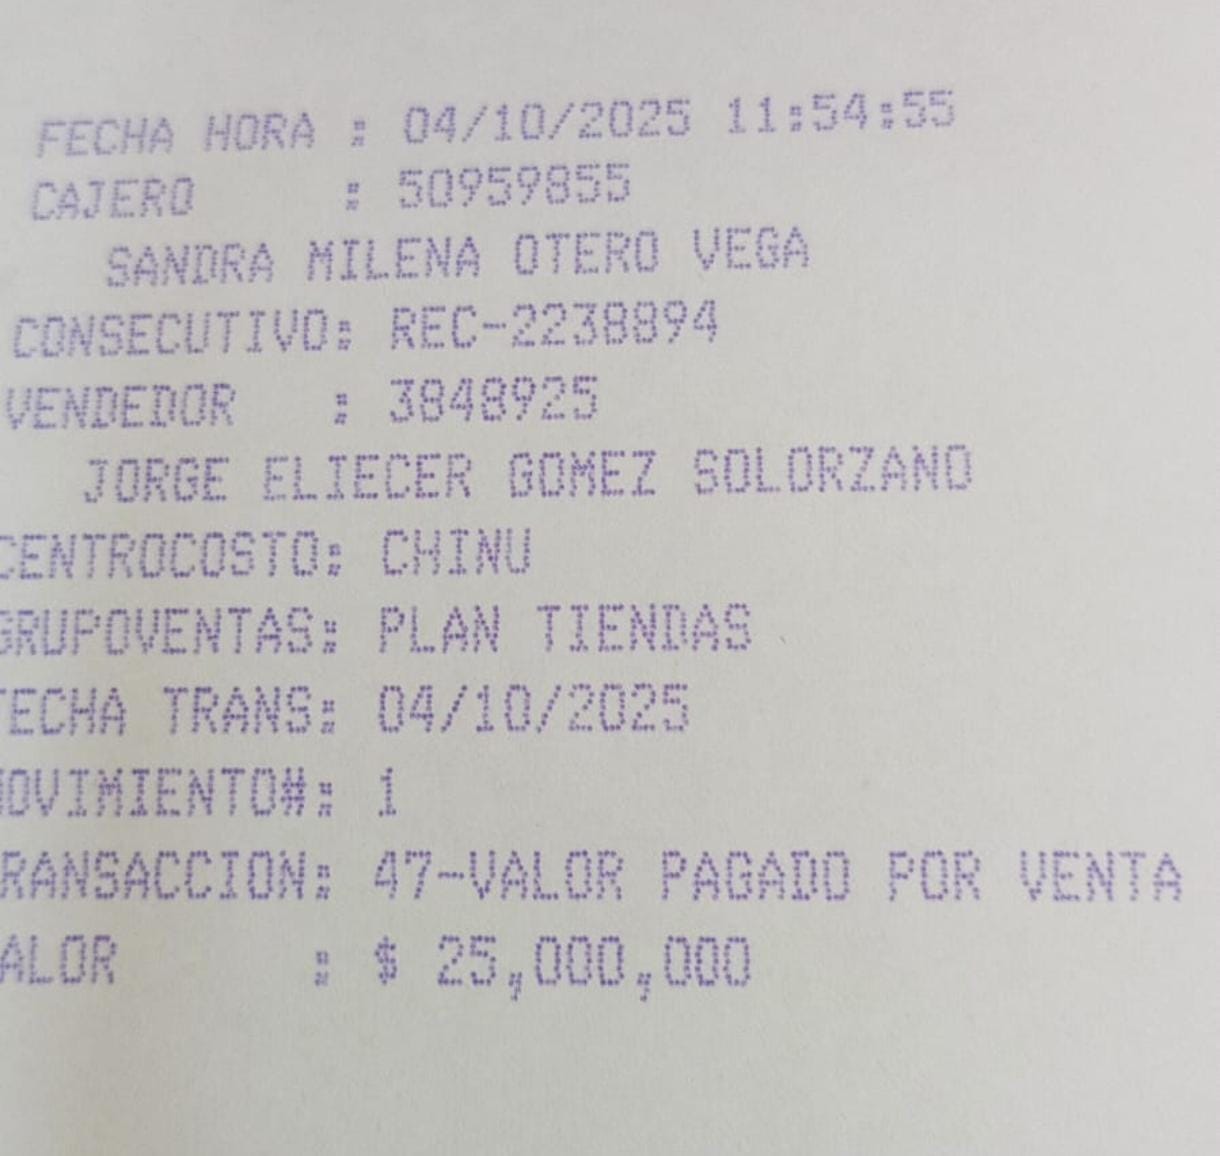 FECHA HORA : 04/10/2025 11:54:55
CAJERO : 50959855
SANDRA MILENA OTERO VEGA
CONSECUTIVO: REC-2238894
VENDEDOR : 3848925
JORGE ELIECER GOMEZ SOLORZANO
CENTROCOSTO: CHINU
GRUPOVENTAS: PLAN TIENDAS
FECHA TRANS: 04/10/2025
MOVIMIENTO#: 1
RANSACCION: 47-VALOR PAGADO POR VENTA
ALOR : $ 25,000,000